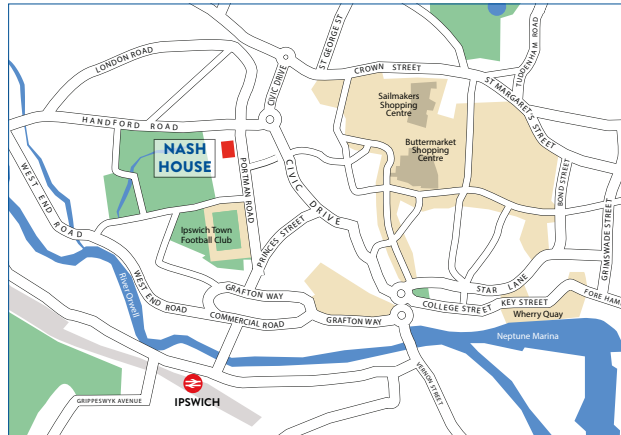 LONDON ROAD
CIVIC DRIVE
ST GEORGE ST
CROWN STREET
TUDDENHAM ROAD
ST MARGARET'S STREET
Sailmakers
Shopping
Centre
HANDFORD ROAD
Buttermarket
Shopping
Centre
NASH
HOUSE
PORTMAN ROAD
CIVIC DRIVE
BOND STREET
GRIMSWADE STREET
WEST END ROAD
Ipswich Town
Football Club
PRINCES STREET
River Orwell
WEST END ROAD
GRAFTON WAY
COMMERCIAL ROAD
GRAFTON WAY
STAR LANE
COLLEGE STREET
KEY STREET
FORE HAM
Wherry Quay
Neptune Marina
VERNON STREET
GRIPPESWYK AVENUE
IPSWICH